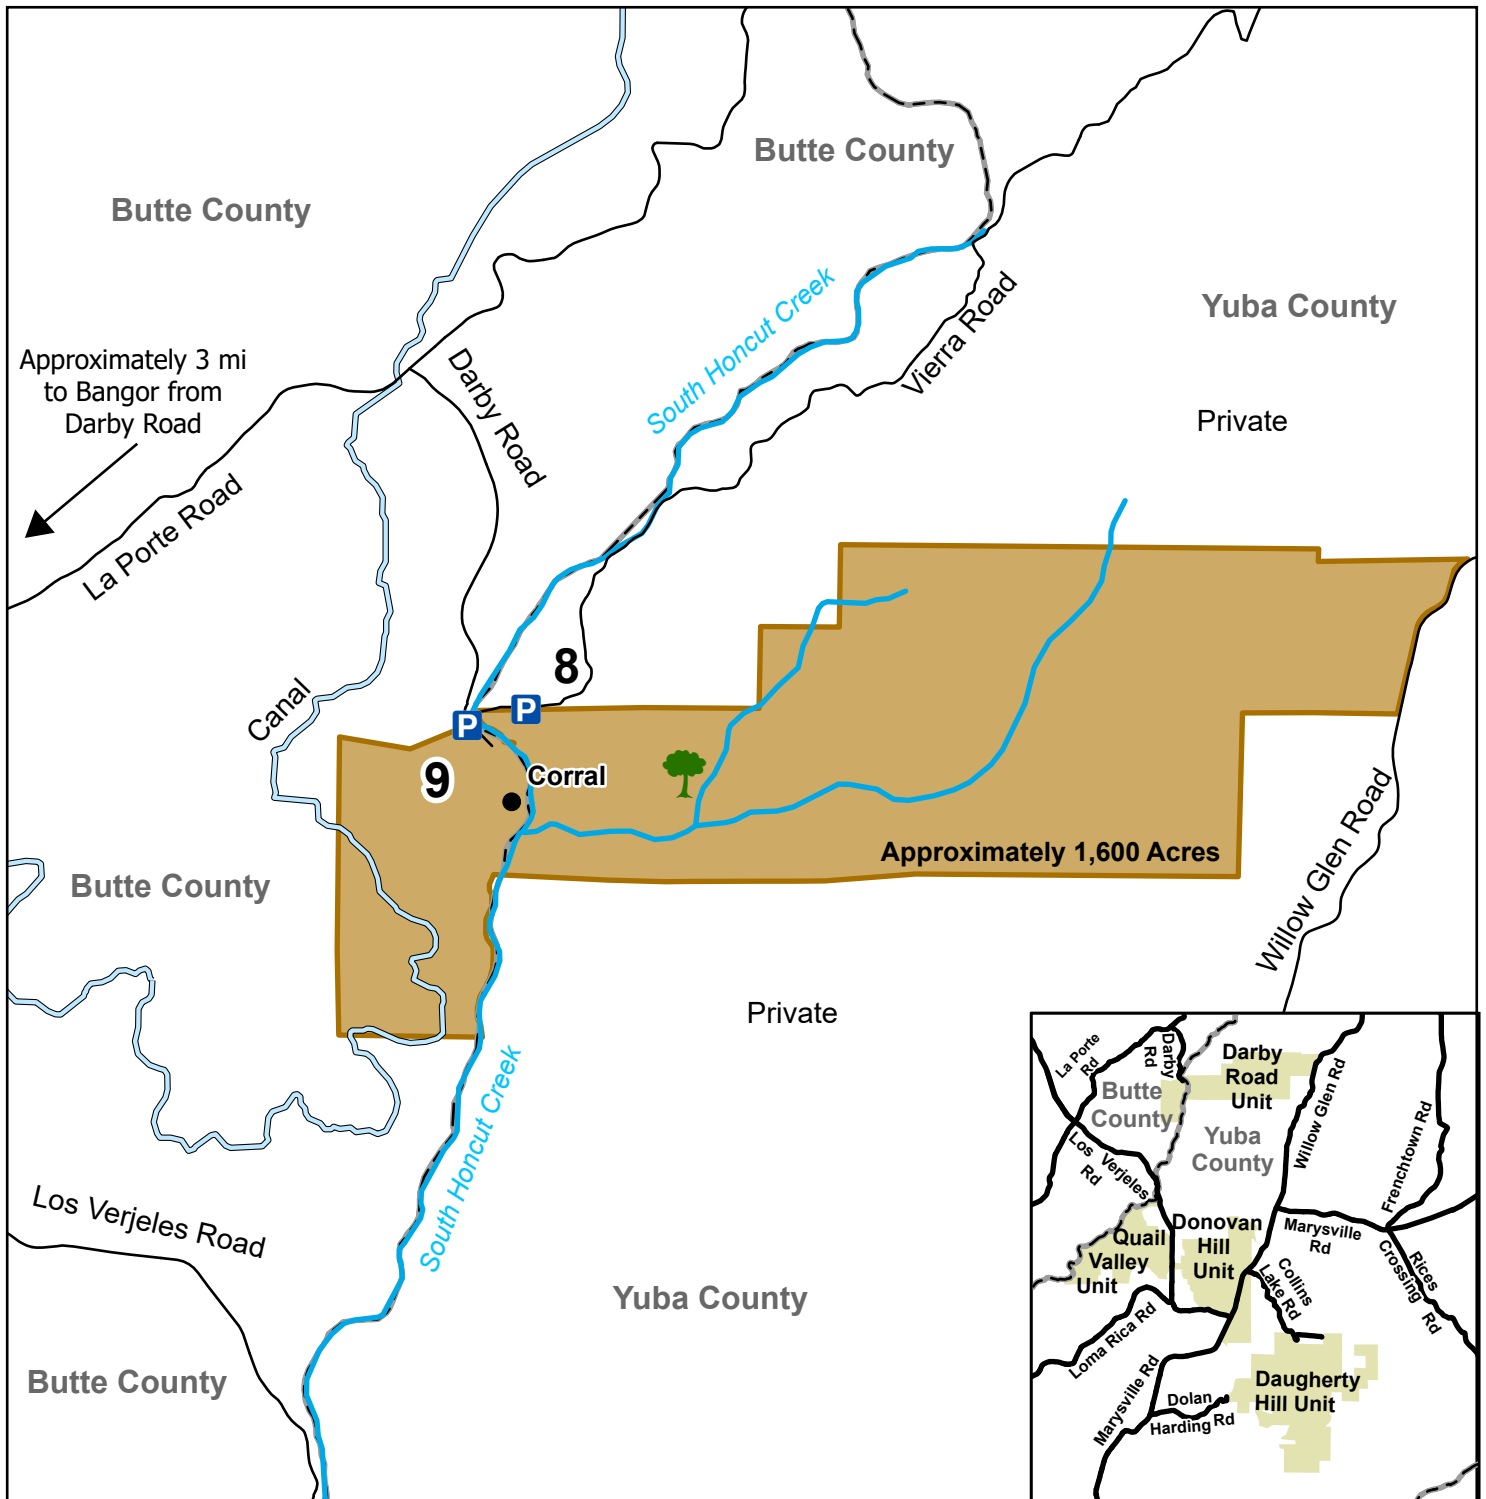 Butte County
Butte County
Yuba County
South Honcut Creek
Vierra Road
Approximately 3 mi
to Bangor from
Darby Road
Darby Road
Private
La Porte Road
8
Canal
P
P
9
Corral
Approximately 1,600 Acres
Willow Glen Road
Butte County
Private
South Honcut Creek
Los Verjeles Road
Yuba County
Butte County
La Porte
Rd
Darby
Rd
Darby
Road
Unit
Butte
County
Yuba
County
Willow Glen Rd
Frenchtown Rd
Los Verjeles
Rd
Quail
Valley
Unit
Donovan
Hill
Unit
Marysville
Rd
Collins
Lake Rd
Rices
Crossing Rd
Loma Rica Rd
Marysville Rd
Dolan
Harding Rd
Daugherty
Hill Unit